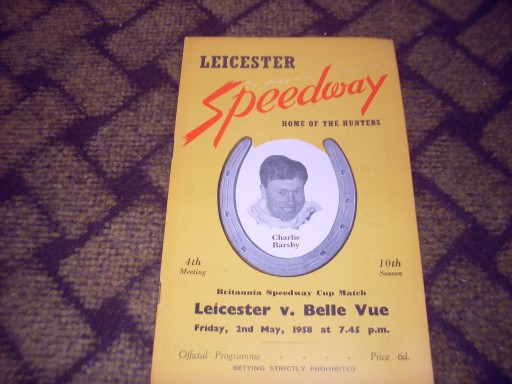 LEICESTER
Speedway
HOME OF THE HUNTERS
Charlie
Barsby
4th
Meeting
10th
Season
Britannia Speedway Cup Match
Leicester v. Belle Vue
Friday, 2nd May, 1958 at 7.45 p.m.
Official Programme . . . . Price 6d.
BETTING STRICTLY PROHIBITED